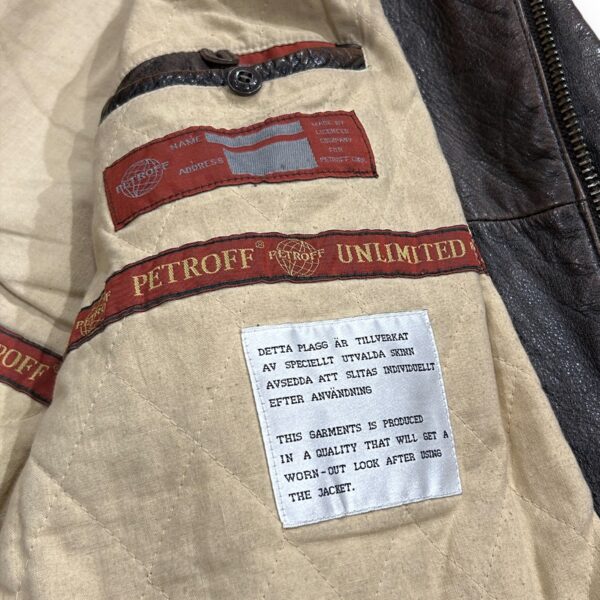 NAME
ADDRESS
PETROFF
MADE BY
LICENCED
COMPANY
FOR
PETROFF CORP.
PETROFF® PETROFF UNLIMITED
ROFF
DETTA PLAGG ÄR TILLVERKAT
AV SPECIELLT UTVALDA SKINN
AVSEDDA ATT SLITAS INDIVIDUELLT
EFTER ANVÄNDNING
THIS GARMENTS IS PRODUCED
IN A QUALITY THAT WILL GET A
WORN-OUT LOOK AFTER USING
THE JACKET.